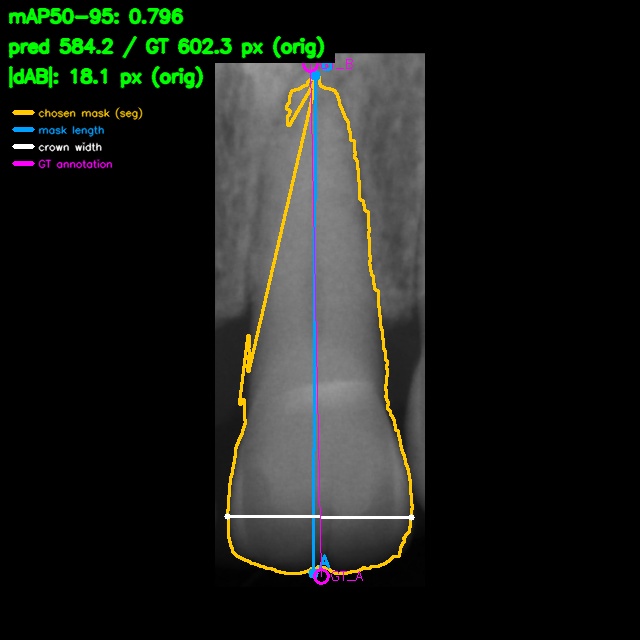 mAP50-95: 0.796
pred 584.2 / GT 602.3 px (orig)
|dAB|: 18.1 px (orig)
chosen mask (seg)
mask length
crown width
GT annotation
A
GT_A